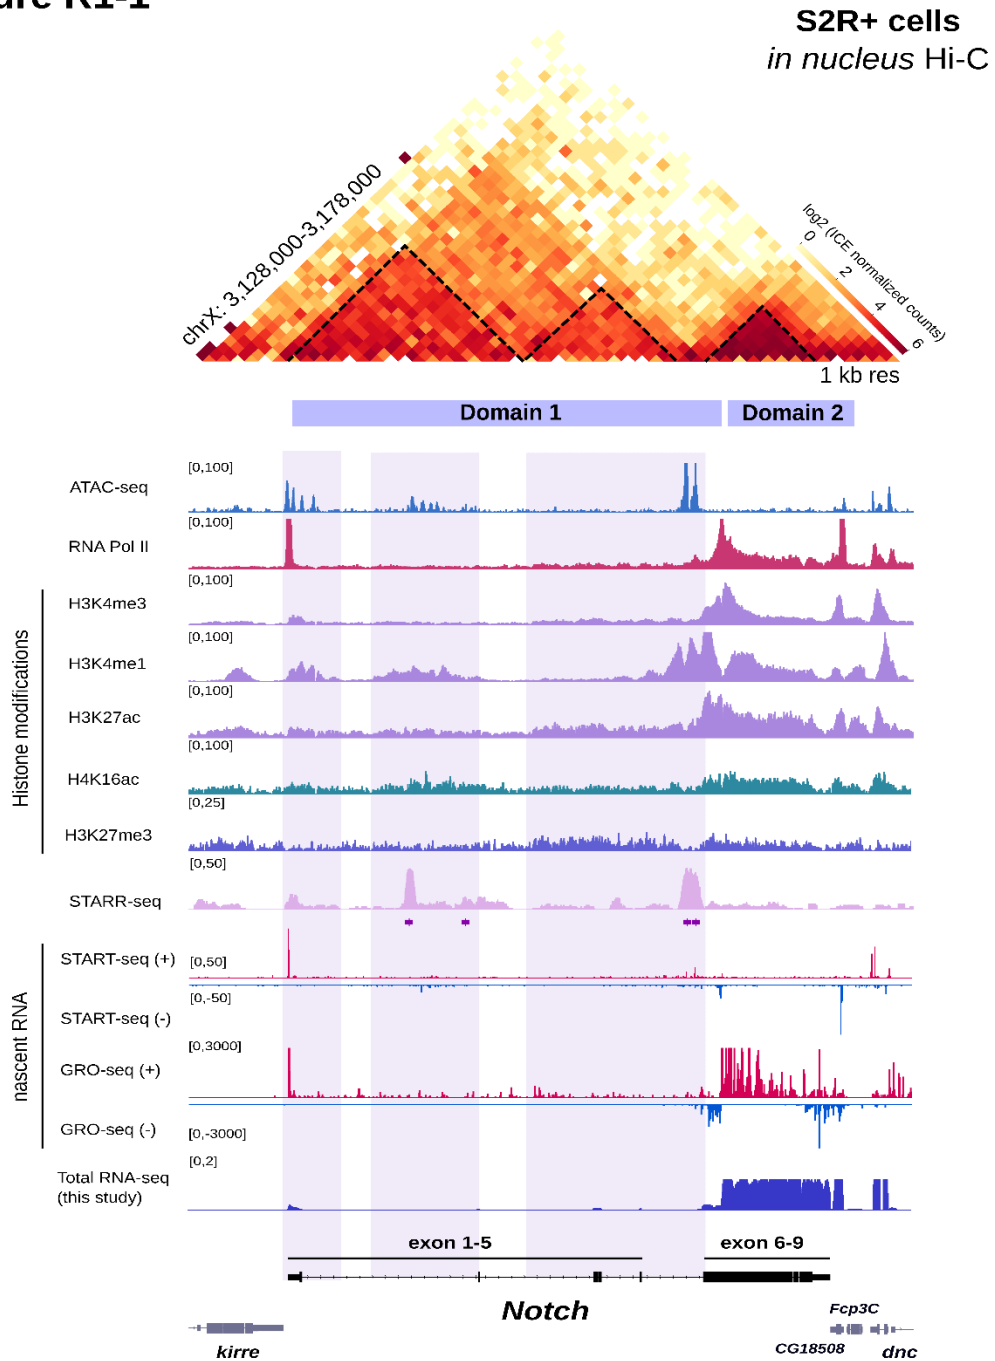 ure R1-1
S2R+ cells
in nucleus Hi-C
chrX: 3,128,000-3,178,000
log2 (ICE normalized counts)
0
2
4
6
1 kb res
Domain 1
Domain 2
[0,100]
ATAC-seq
[0,100]
RNA Pol II
Histone modifications
[0,100]
H3K4me3
[0,100]
H3K4me1
[0,100]
H3K27ac
[0,100]
H4K16ac
[0,25]
H3K27me3
[0,50]
STARR-seq
nascent RNA
START-seq (+)
[0,50]
[0,-50]
START-seq (-)
[0,3000]
GRO-seq (+)
GRO-seq (-)
[0,-3000]
[0,2]
Total RNA-seq
(this study)
exon 1-5
exon 6-9
Notch
Fcp3C
kirre
CG18508
dnc